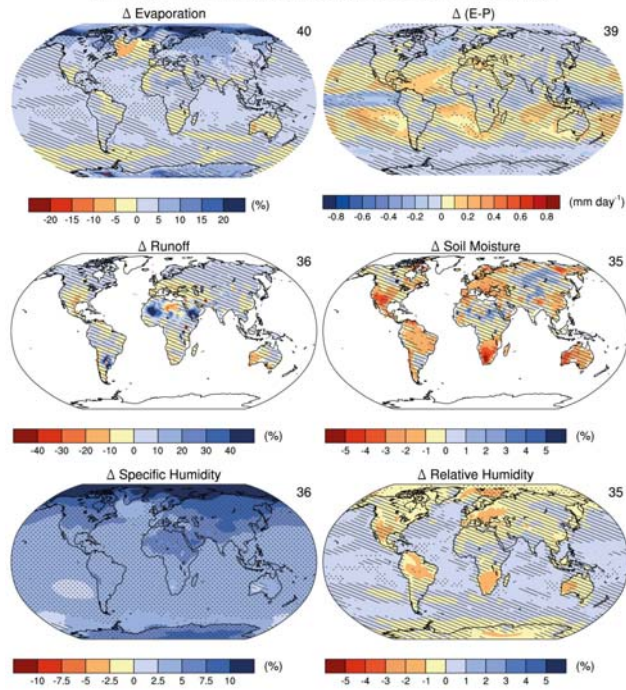 Δ Evaporation
40
-20 -15 -10 -5 0 5 10 15 20 (%)
Δ (E-P)
39
-0.8 -0.6 -0.4 -0.2 0 0.2 0.4 0.6 0.8 (mm day⁻¹)
Δ Runoff
36
-40 -30 -20 -10 0 10 20 30 40 (%)
Δ Soil Moisture
35
-5 -4 -3 -2 -1 0 1 2 3 4 5 (%)
Δ Specific Humidity
36
-10 -7.5 -5 -2.5 0 2.5 5 7.5 10 (%)
Δ Relative Humidity
35
-5 -4 -3 -2 -1 0 1 2 3 4 5 (%)